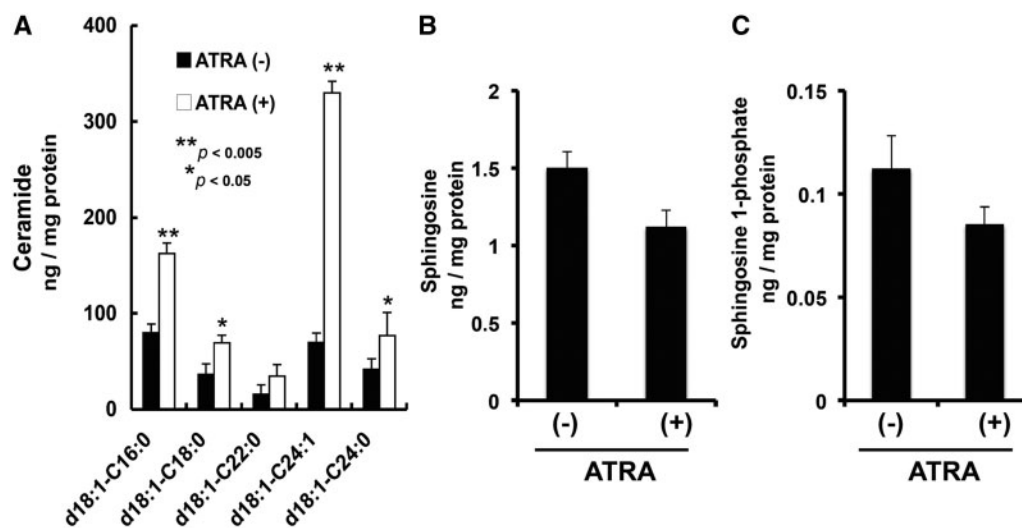 A
Ceramide
ng / mg protein
400
300
200
100
0
ATRA (-)
ATRA (+)
** p < 0.005
* p < 0.05
**
*
**
*
d18:1-C16:0
d18:1-C18:0
d18:1-C22:0
d18:1-C24:1
d18:1-C24:0
B
Sphingosine
ng / mg protein
2
1.5
1
0.5
0
(-)
(+)
ATRA
C
Sphingosine 1-phosphate
ng / mg protein
0.15
0.1
0.05
0
(-)
(+)
ATRA